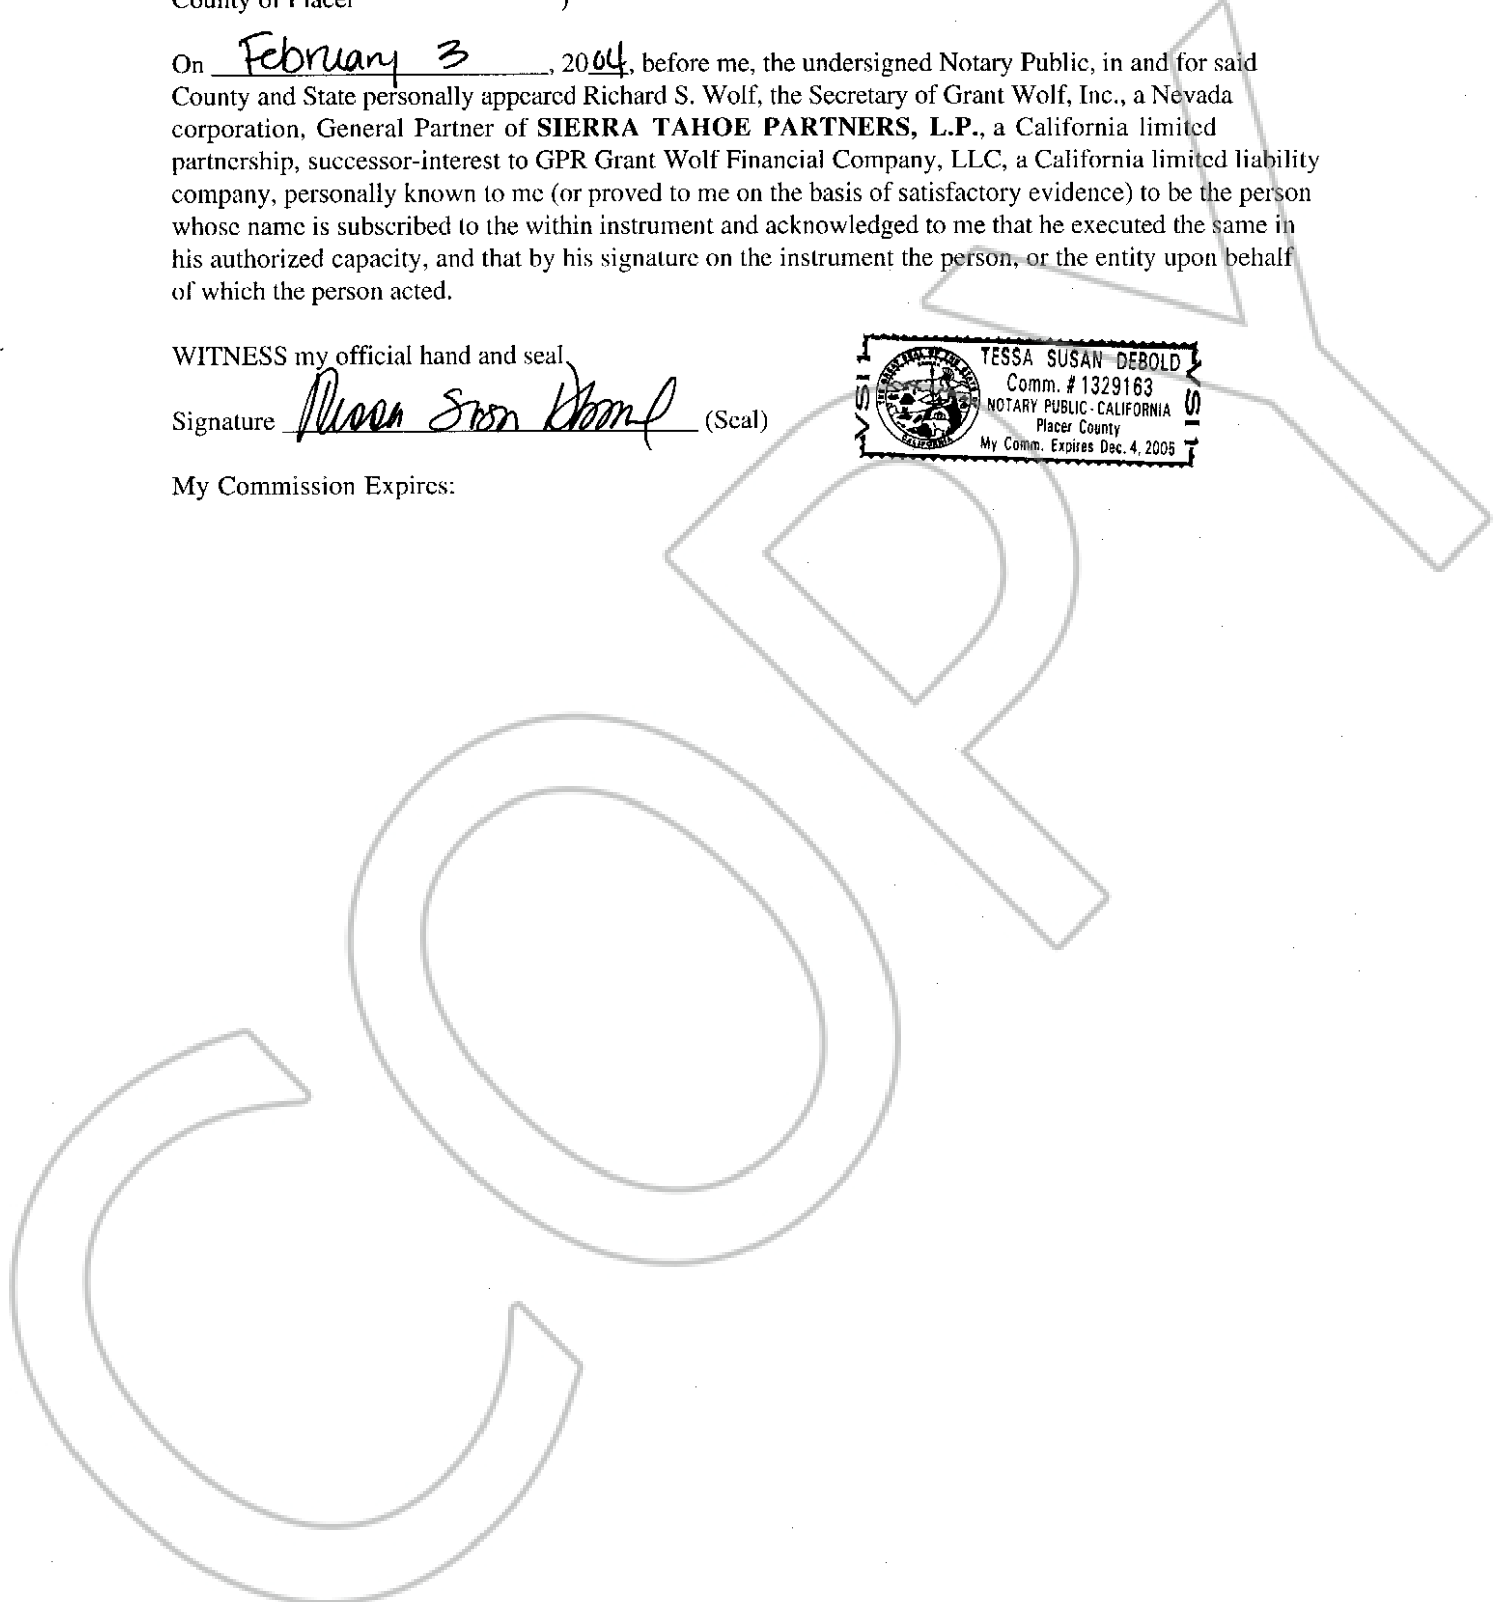 County of Placer )
On February 3, 2004, before me, the undersigned Notary Public, in and for said
County and State personally appeared Richard S. Wolf, the Secretary of Grant Wolf, Inc., a Nevada
corporation, General Partner of SIERRA TAHOE PARTNERS, L.P., a California limited
partnership, successor-interest to GPR Grant Wolf Financial Company, LLC, a California limited liability
company, personally known to me (or proved to me on the basis of satisfactory evidence) to be the person
whose name is subscribed to the within instrument and acknowledged to me that he executed the same in
his authorized capacity, and that by his signature on the instrument the person, or the entity upon behalf
of which the person acted.
WITNESS my official hand and seal
Signature (Seal)
TESSA SUSAN DEBOLD
Comm. # 1329163
NOTARY PUBLIC - CALIFORNIA
Placer County
My Comm. Expires Dec. 4, 2005
My Commission Expires:
COPY